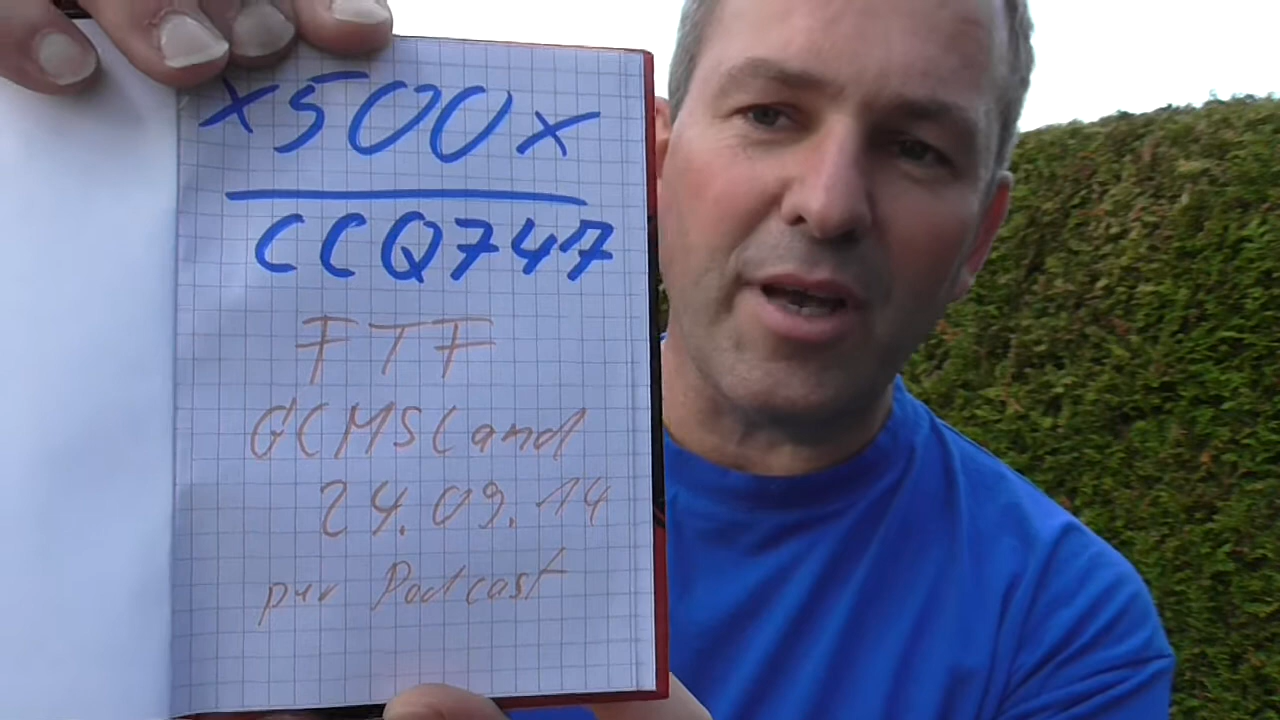 x500x
CCQ747
FTF
GCMSLand
24.09.14
per Podcast